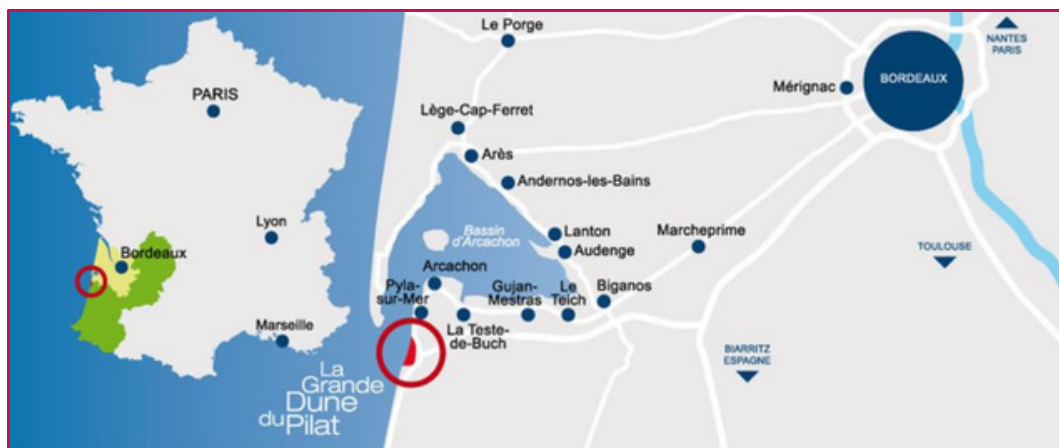 PARIS
Lyon
Bordeaux
Marseille
Le Porge
Lège-Cap-Ferret
Arès
Andernos-les-Bains
Bassin
d'Arcachon
Lanton
Audenge
Marcheprime
Arcachon
Pyla-
sur-Mer
Gujan-
Mestras
Le
Teich
Biganos
La Teste-
de-Buch
La
Grande
Dune
du Pilat
Mérignac
BORDEAUX
NANTES
PARIS
TOULOUSE
BIARRITZ
ESPAGNE